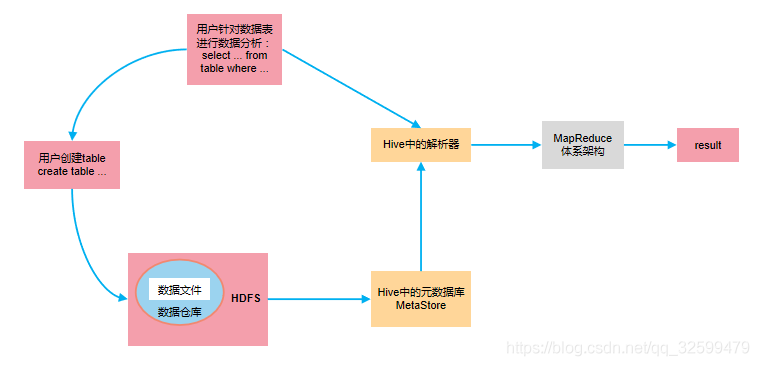 用户针对数据表
进行数据分析：
select ... from
table where ...
用户创建table
create table ...
Hive中的解析器
MapReduce
体系架构
result
数据文件
数据仓库
HDFS
Hive中的元数据库
MetaStore
https://blog.csdn.net/qq_32599479